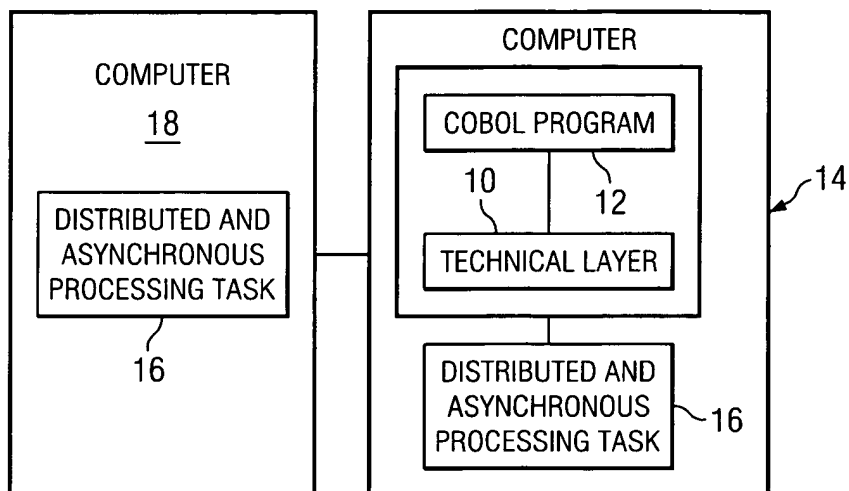 COMPUTER
18
DISTRIBUTED AND
ASYNCHRONOUS
PROCESSING TASK
16
COMPUTER
COBOL PROGRAM
10
12
TECHNICAL LAYER
14
DISTRIBUTED AND
ASYNCHRONOUS
PROCESSING TASK
16